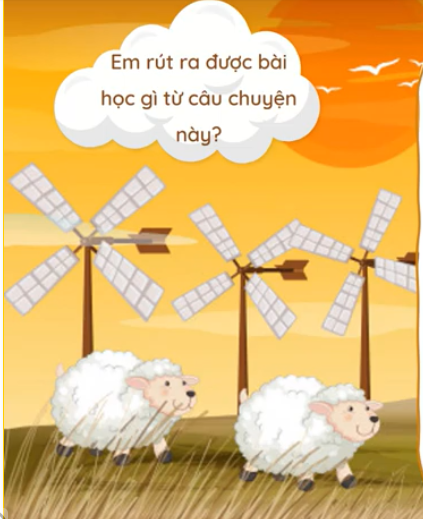 Em rút ra được bài
học gì từ câu chuyện
này?